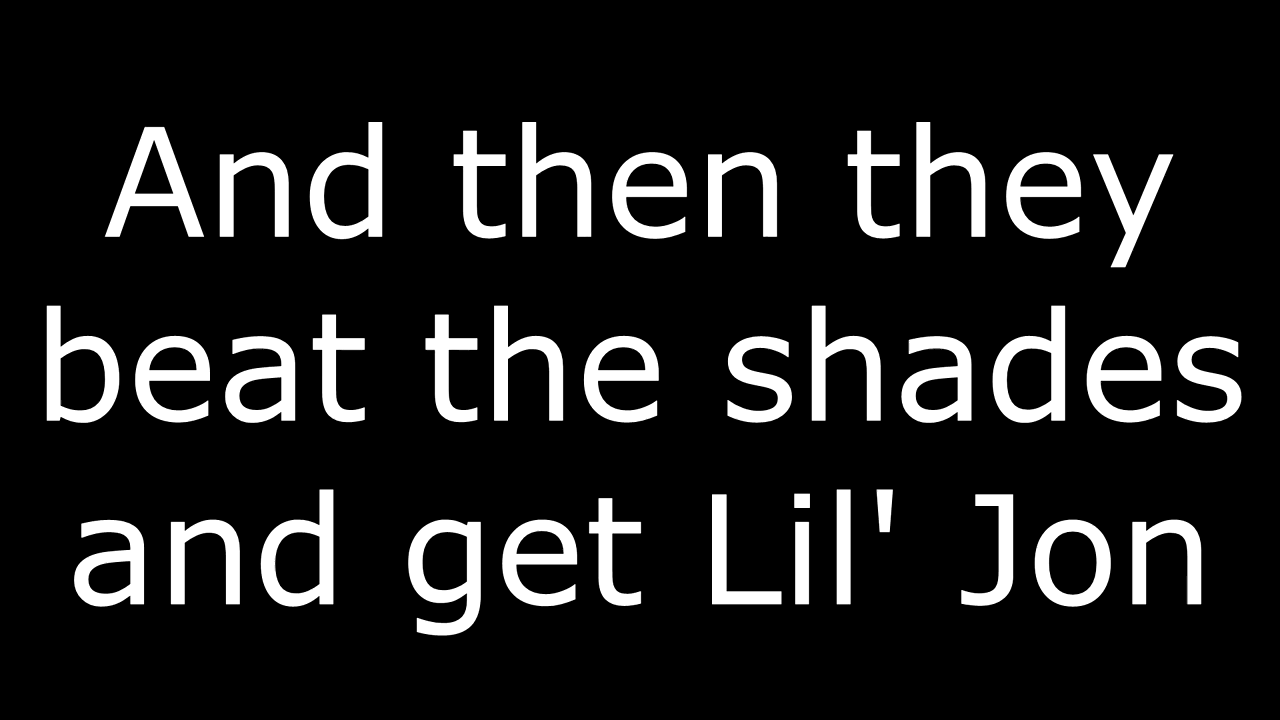 And then they
beat the shades
and get Lil' Jon